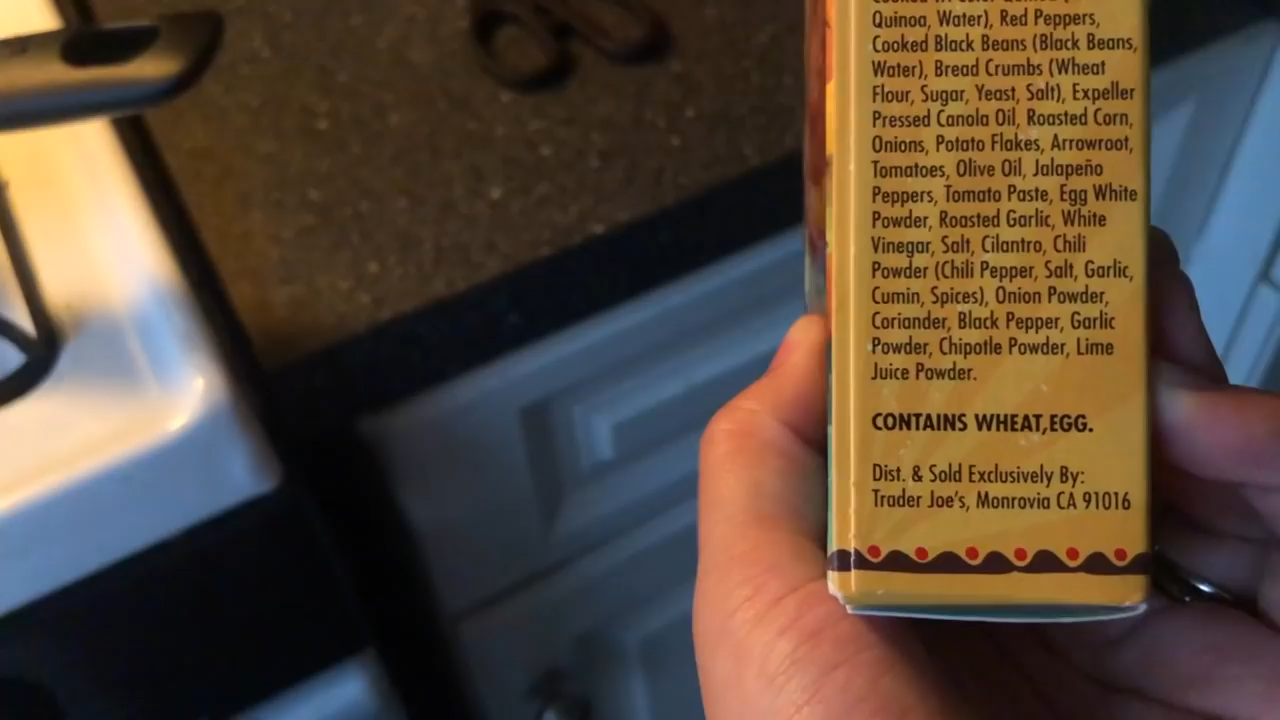 Quinoa, Water), Red Peppers,
Cooked Black Beans (Black Beans,
Water), Bread Crumbs (Wheat
Flour, Sugar, Yeast, Salt), Expeller
Pressed Canola Oil, Roasted Corn,
Onions, Potato Flakes, Arrowroot,
Tomatoes, Olive Oil, Jalapeño
Peppers, Tomato Paste, Egg White
Powder, Roasted Garlic, White
Vinegar, Salt, Cilantro, Chili
Powder (Chili Pepper, Salt, Garlic,
Cumin, Spices), Onion Powder,
Coriander, Black Pepper, Garlic
Powder, Chipotle Powder, Lime
Juice Powder.
CONTAINS WHEAT,EGG.
Dist. & Sold Exclusively By:
Trader Joe's, Monrovia CA 91016